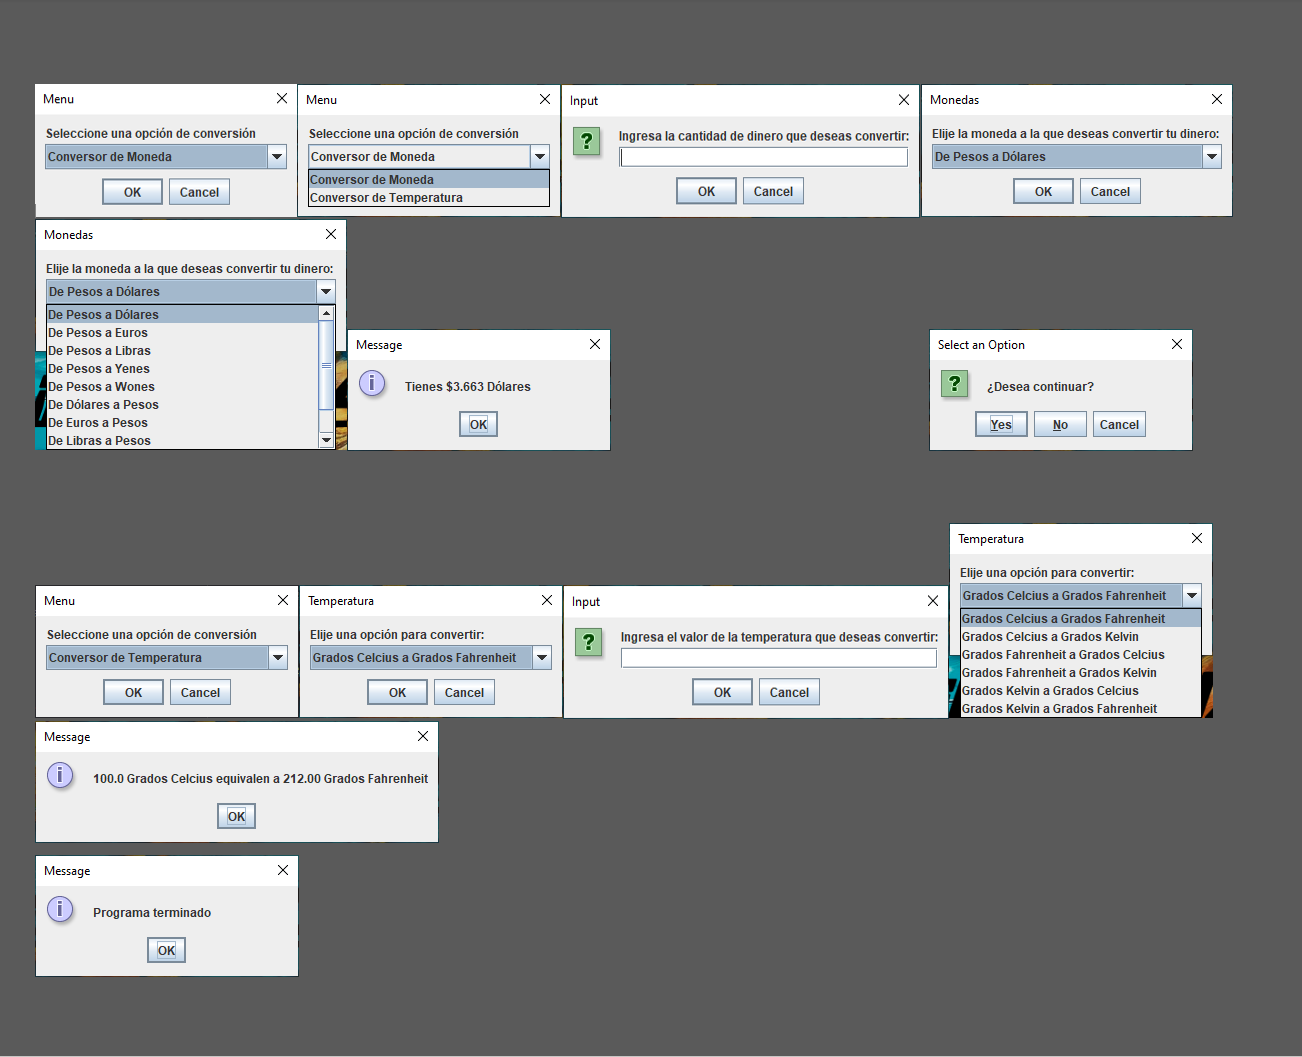 Menu
Seleccione una opción de conversión
Conversor de Moneda
OK
Cancel
Menu
Seleccione una opción de conversión
Conversor de Moneda
Conversor de Moneda
Conversor de Temperatura
Input
Ingresa la cantidad de dinero que deseas convertir:
OK
Cancel
Monedas
Elije la moneda a la que deseas convertir tu dinero:
De Pesos a Dólares
OK
Cancel
Monedas
Elije la moneda a la que deseas convertir tu dinero:
De Pesos a Dólares
De Pesos a Dólares
De Pesos a Euros
De Pesos a Libras
De Pesos a Yenes
De Pesos a Wones
De Dólares a Pesos
De Euros a Pesos
De Libras a Pesos
Message
Tienes $3.663 Dólares
OK
Select an Option
¿Desea continuar?
Yes
No
Cancel
Menu
Seleccione una opción de conversión
Conversor de Temperatura
OK
Cancel
Temperatura
Elije una opción para convertir:
Grados Celcius a Grados Fahrenheit
OK
Cancel
Input
Ingresa el valor de la temperatura que deseas convertir:
OK
Cancel
Temperatura
Elije una opción para convertir:
Grados Celcius a Grados Fahrenheit
Grados Celcius a Grados Fahrenheit
Grados Celcius a Grados Kelvin
Grados Fahrenheit a Grados Celcius
Grados Fahrenheit a Grados Kelvin
Grados Kelvin a Grados Celcius
Grados Kelvin a Grados Fahrenheit
Message
100.0 Grados Celcius equivalen a 212.00 Grados Fahrenheit
OK
Message
Programa terminado
OK